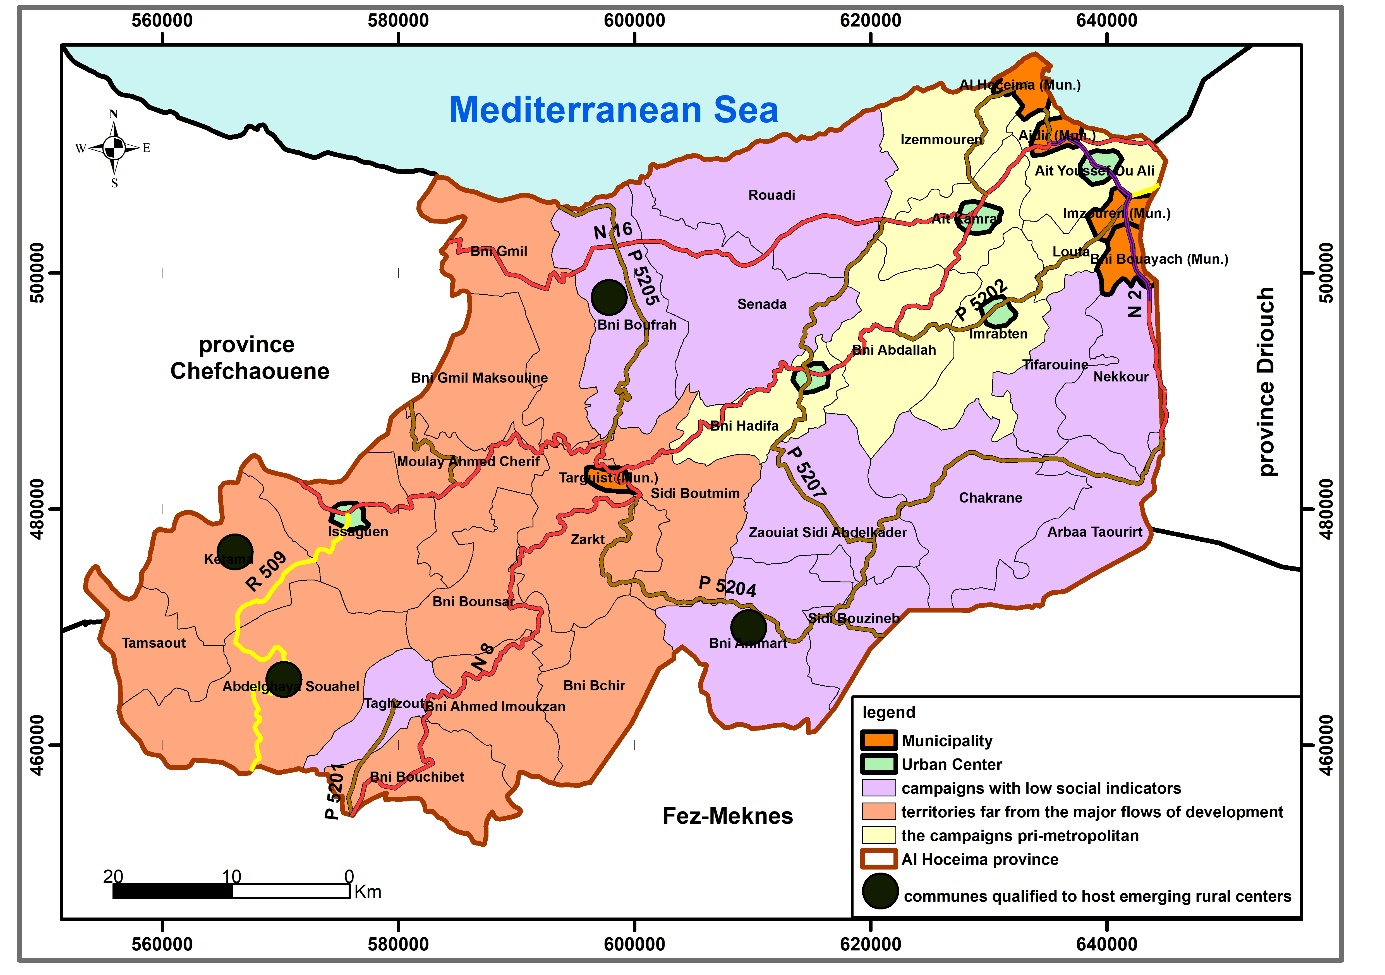 560000
580000
600000
620000
640000
Mediterranean Sea
N
W
E
S
Al Hoceima (Mun.)
Izemmouren
Ajdir (Mun.)
Ait Youssef Ou Ali
Rouadi
Ait Kamra
Imzouren (Mun.)
N 16
Bni Gmil
Louta
Bni Bouayach (Mun.)
500000
500000
P 5205
Senada
P 5202
N 2
Bni Boufrah
Imrabten
province
Chefchaouene
Bni Abdallah
Tifarouine
Nekkour
province Driouch
Bni Gmil Maksouline
Bni Hadifa
Moulay Ahmed Cherif
Targuist (Mun.)
P 5207
Sidi Boutmim
Chakrane
480000
480000
Issaguen
Zarkt
Zaouiat Sidi Abdelkader
Arbaa Taourirt
Ketama
R 509
P 5204
Bni Bounsar
Sidi Bouzineb
Tamsaout
Bni Ammart
N 8
Abdelghaya Souahel
Bni Bchir
Taghzout
Bni Ahmed Imoukzan
460000
460000
Bni Bouchibet
P 5201
Fez-Meknes
legend
Municipality
Urban Center
campaigns with low social indicators
territories far from the major flows of development
the campaigns pri-metropolitan
Al Hoceima province
communes qualified to host emerging rural centers
20
10
0
Km
560000
580000
600000
620000
640000